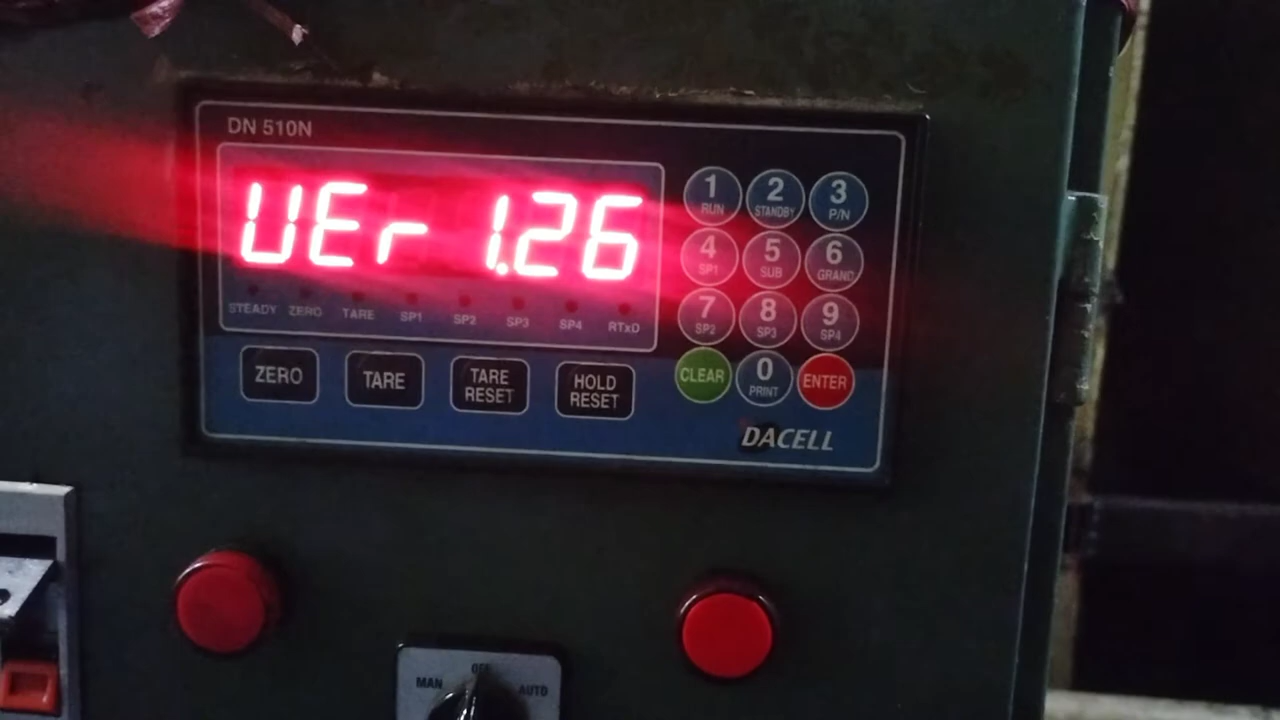 DN 510N
VEr 1.26
STEADY ZERO TARE SP1 SP2 SP3 SP4 RTxD
ZERO
TARE
TARE
RESET
HOLD
RESET
1
RUN
2
STANDBY
3
P/N
4
SP1
5
SUB
6
GRAND
7
SP2
8
SP3
9
SP4
CLEAR
0
PRINT
ENTER
DACELL
MAN
OFF
AUTO